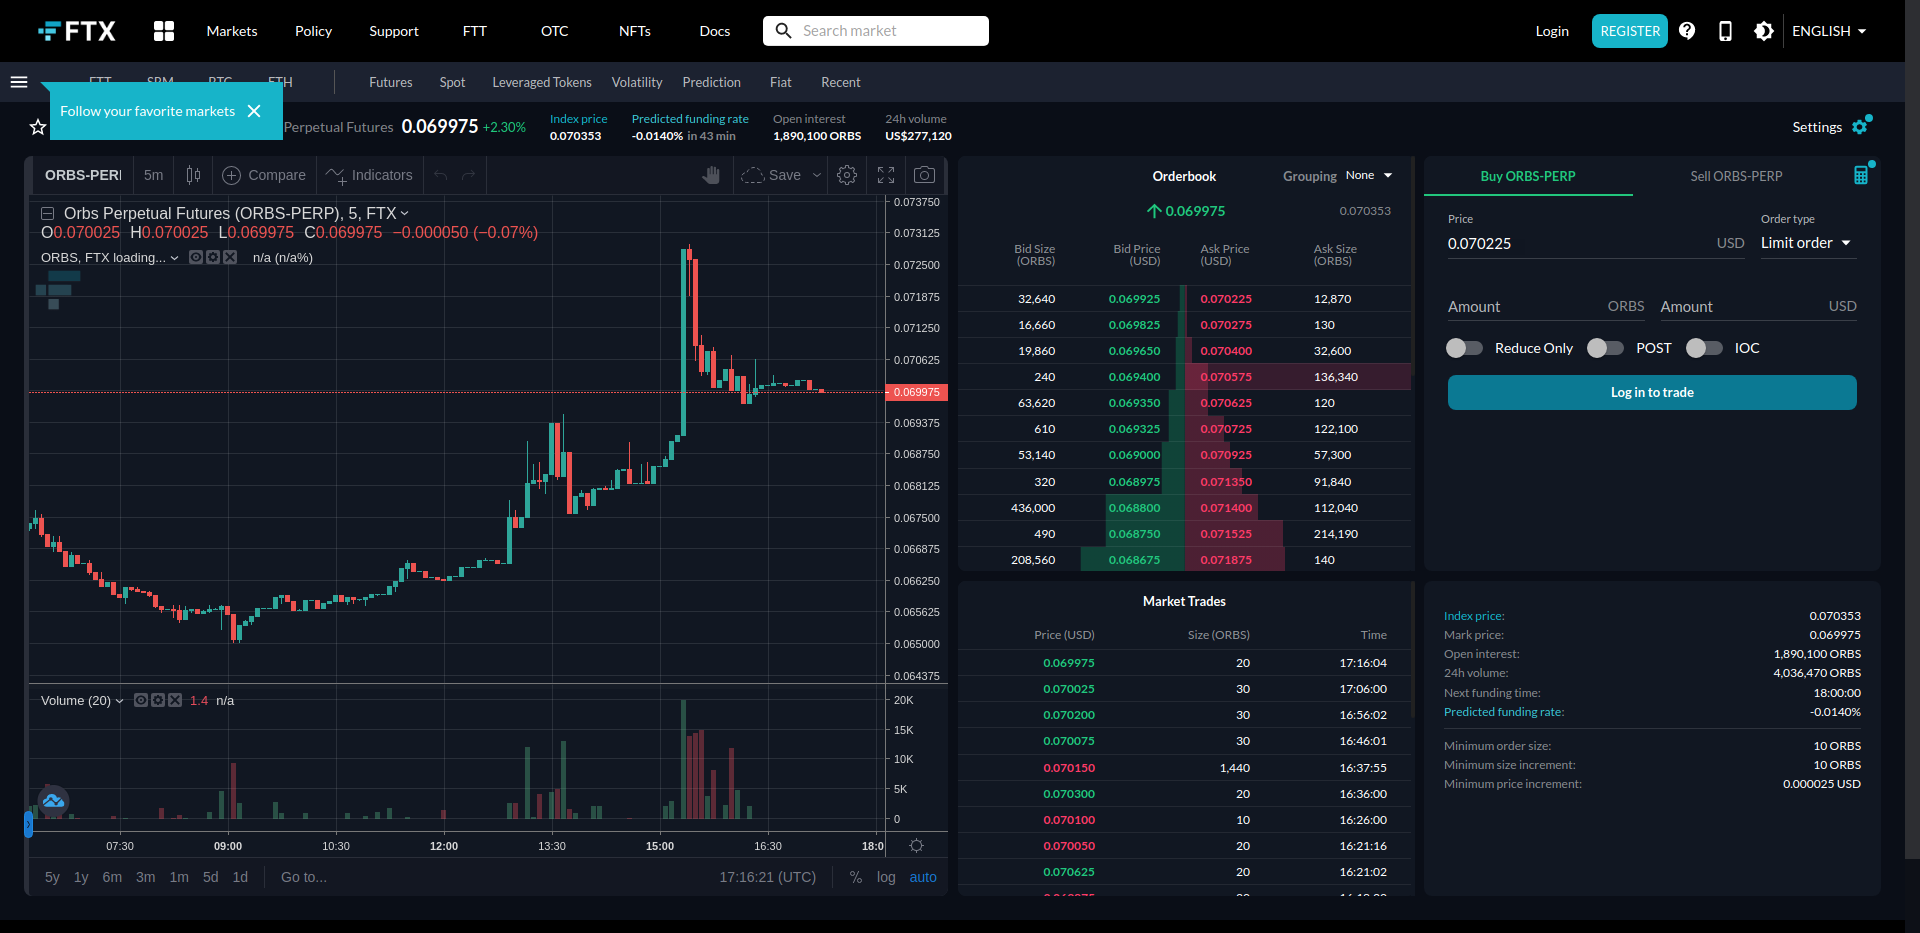 FTX Markets Policy Support FTT OTC NFTs Docs Search market Login REGISTER ENGLISH
FTT SRM BTC ETH Futures Spot Leveraged Tokens Volatility Prediction Fiat Recent
Follow your favorite markets
Perpetual Futures 0.069975 +2.30%
Index price
0.070353
Predicted funding rate
-0.0140% in 43 min
Open interest
1,890,100 ORBS
24h volume
US$277,120
Settings
ORBS-PER 5m Compare Indicators Save
Orbs Perpetual Futures (ORBS-PERP), 5, FTX
O0.070025 H0.070025 L0.069975 C0.069975 −0.000050 (−0.07%)
ORBS, FTX loading... n/a (n/a%)
0.073750
0.073125
0.072500
0.071875
0.071250
0.070625
0.069975
0.069375
0.068750
0.068125
0.067500
0.066875
0.066250
0.065625
0.065000
0.064375
Volume (20) 1.4 n/a
20K
15K
10K
5K
0
07:30 09:00 10:30 12:00 13:30 15:00 16:30 18:0
5y 1y 6m 3m 1m 5d 1d Go to... 17:16:21 (UTC) % log auto
Orderbook Grouping None
0.069975 0.070353
Bid Size (ORBS) Bid Price (USD) Ask Price (USD) Ask Size (ORBS)
32,640 0.069925 0.070225 12,870
16,660 0.069825 0.070275 130
19,860 0.069650 0.070400 32,600
240 0.069400 0.070575 136,340
63,620 0.069350 0.070625 120
610 0.069325 0.070725 122,100
53,140 0.069000 0.070925 57,300
320 0.068975 0.071350 91,840
436,000 0.068800 0.071400 112,040
490 0.068750 0.071525 214,190
208,560 0.068675 0.071875 140
Market Trades
Price (USD) Size (ORBS) Time
0.069975 20 17:16:04
0.070025 30 17:06:00
0.070200 30 16:56:02
0.070075 30 16:46:01
0.070150 1,440 16:37:55
0.070300 20 16:36:00
0.070100 10 16:26:00
0.070050 20 16:21:16
0.070625 20 16:21:02
Buy ORBS-PERP Sell ORBS-PERP
Price Order type
0.070225 USD Limit order
Amount ORBS Amount USD
Reduce Only POST IOC
Log in to trade
Index price: 0.070353
Mark price: 0.069975
Open interest: 1,890,100 ORBS
24h volume: 4,036,470 ORBS
Next funding time: 18:00:00
Predicted funding rate: -0.0140%
Minimum order size: 10 ORBS
Minimum size increment: 10 ORBS
Minimum price increment: 0.000025 USD